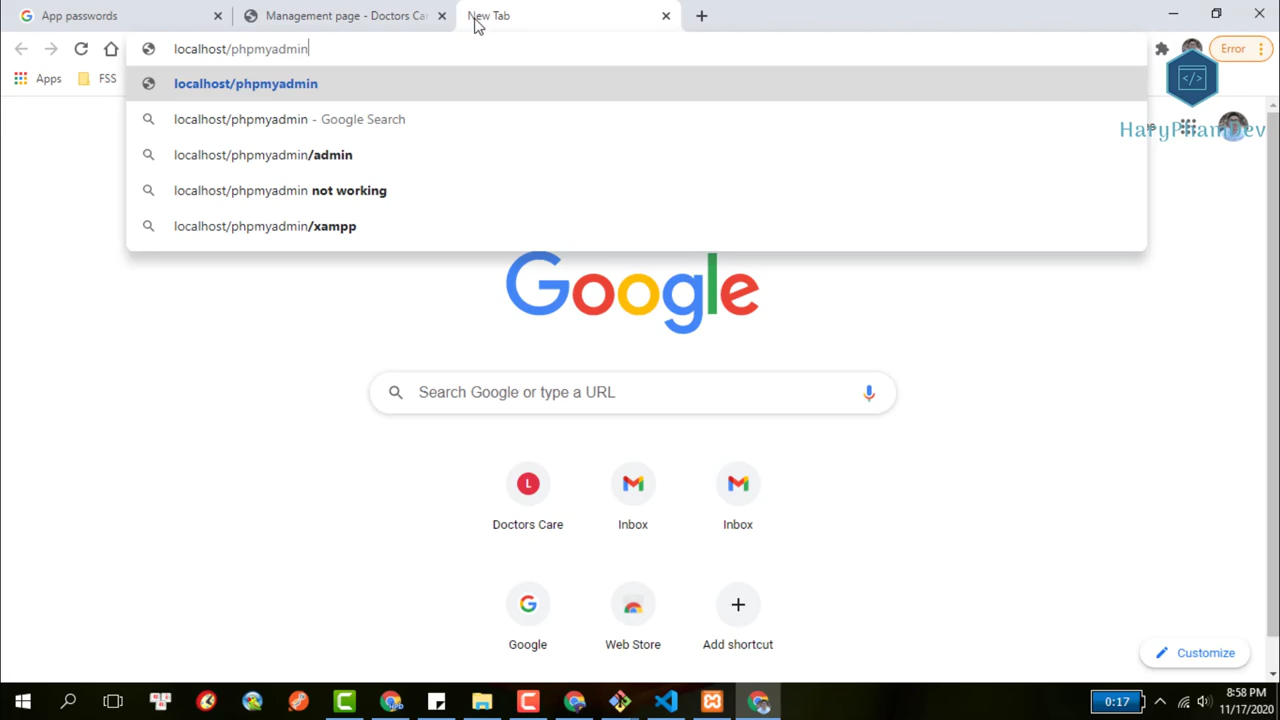 App passwords
Management page - Doctors Ca
New Tab
localhost/phpmyadmin
Error
Apps
FSS
localhost/phpmyadmin
localhost/phpmyadmin - Google Search
localhost/phpmyadmin/admin
localhost/phpmyadmin not working
localhost/phpmyadmin/xampp
</>
HaryPhamDev
Google
Search Google or type a URL
L
Doctors Care
Inbox
Inbox
Google
Web Store
Add shortcut
Customize
0:17
8:58 PM
11/17/2020